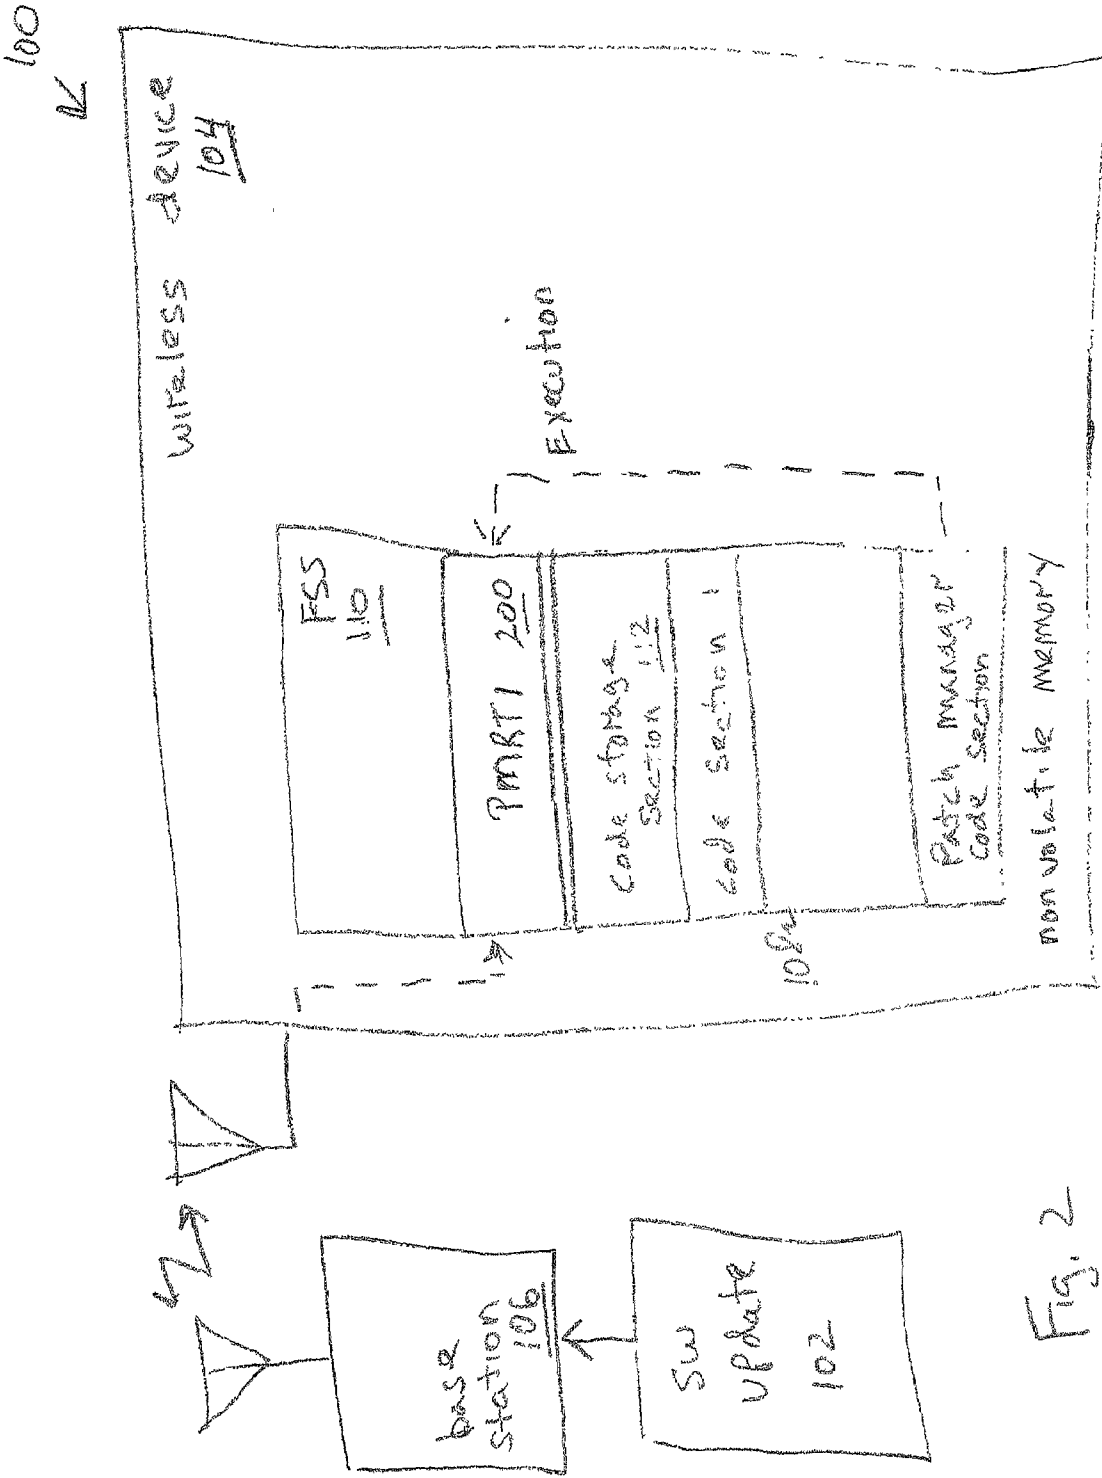 100
wireless device
104
FSS
110
PMRTI 200
Execution
Code storage
Section 112
code section 1
108
Patch manager
Code section
nonvolatile memory
base
station
106
SW
update
102
Fig. 2